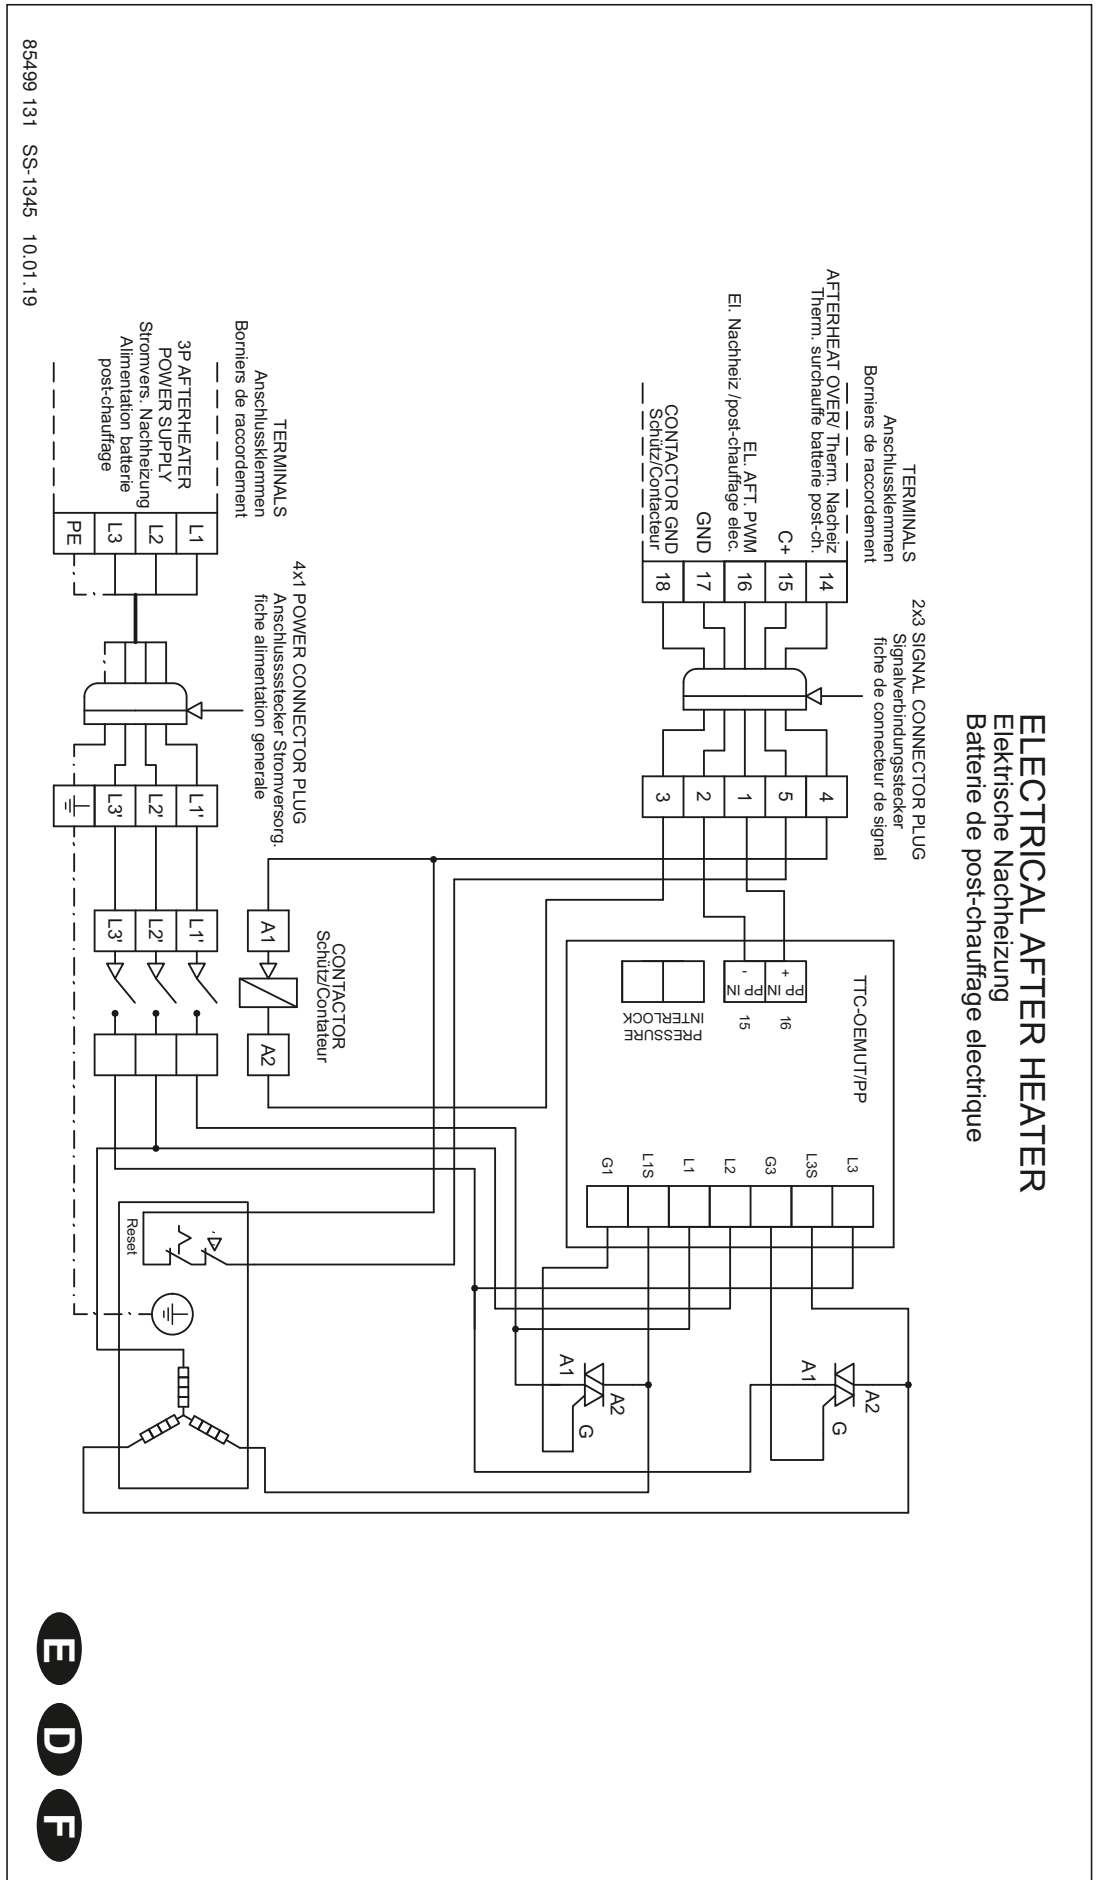 ELECTRICAL AFTER HEATER
Elektrische Nachheizung
Batterie de post-chauffage electrique
TERMINALS
Anschlussklemmen
Borniers de raccordement
2x3 SIGNAL CONNECTOR PLUG
Signalverbindungsstecker
fiche de connecteur de signal
AFTERHEAT OVER/ Therm. Nacheiz
Therm. surchauffe batterie post-ch.
C+
EL. AFT. PWM
El. Nachheiz /post-chauffage elec.
GND
CONTACTOR GND
Schütz/Contacteur
14
15
16
17
18
4
5
1
2
3
TTC-OEMUT/PP
+
PP IN
-
PP IN
16
15
PRESSURE
INTERLOCK
L3
L3S
G3
L2
L1
L1S
G1
A1
A2
G
A1
A2
G
CONTACTOR
Schütz/Contateur
A1
A2
TERMINALS
Anschlussklemmen
Borniers de raccordement
4x1 POWER CONNECTOR PLUG
Anschlussstecker Stromversorg.
fiche alimentation generale
3P AFTERHEATER
POWER SUPPLY
Stromvers. Nachheizung
Alimentation batterie
post-chauffage
L1
L2
L3
PE
L1'
L2'
L3'
L1'
L2'
L3'
Reset
85499 131 SS-1345 10.01.19
E
D
F